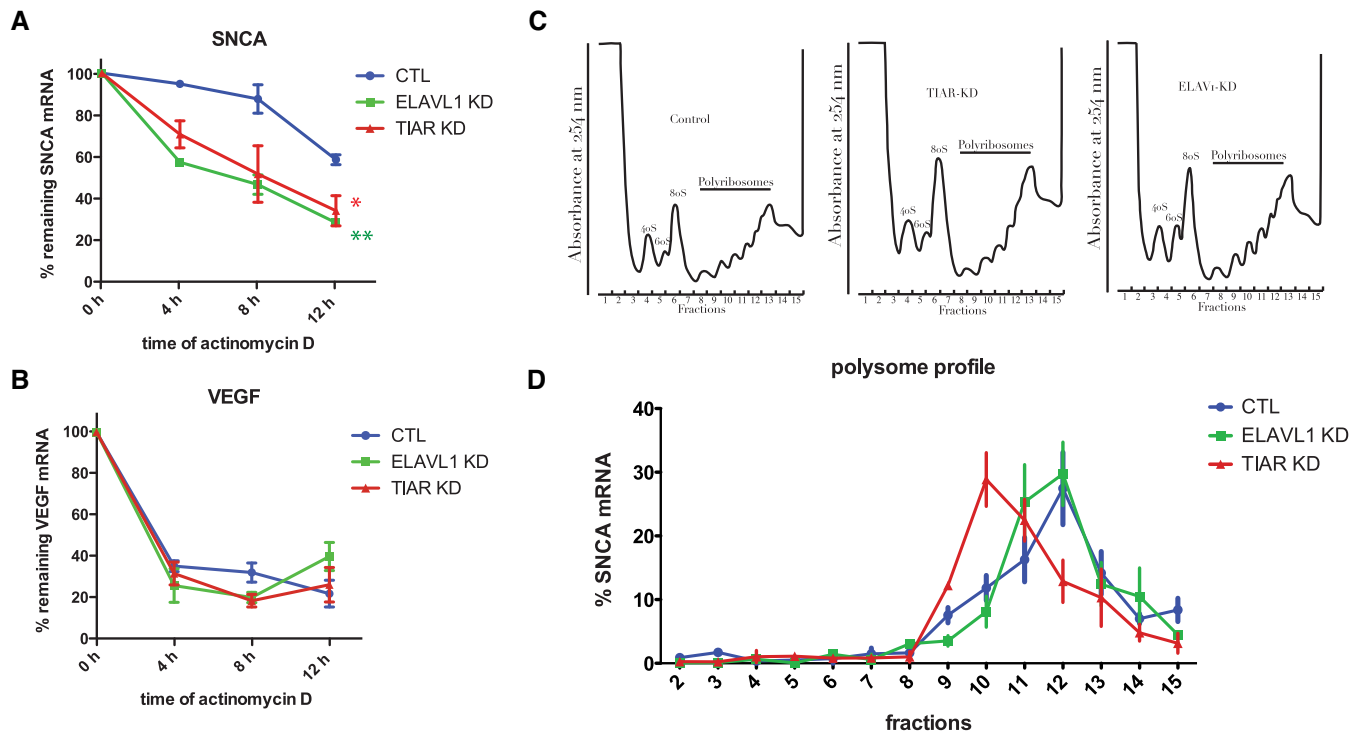 A
SNCA
% remaining SNCA mRNA
100
80
60
40
20
0
0 h
4 h
8 h
12 h
time of actinomycin D
CTL
ELAVL1 KD
TIAR KD
*
**
B
VEGF
% remaining VEGF mRNA
100
80
60
40
20
0
0 h
4 h
8 h
12 h
time of actinomycin D
CTL
ELAVL1 KD
TIAR KD
C
Absorbance at 254 nm
Control
40S
60S
80S
Polyribosomes
1 2 3 4 5 6 7 8 9 10 11 12 13 14 15
Fractions
Absorbance at 254 nm
TIAR-KD
40S
60S
80S
Polyribosomes
1 2 3 4 5 6 7 8 9 10 11 12 13 14 15
Fractions
Absorbance at 254 nm
ELAV1-KD
40S
60S
80S
Polyribosomes
1 2 3 4 5 6 7 8 9 10 11 12 13 14 15
Fractions
D
polysome profile
% SNCA mRNA
40
30
20
10
0
2 3 4 5 6 7 8 9 10 11 12 13 14 15
fractions
CTL
ELAVL1 KD
TIAR KD